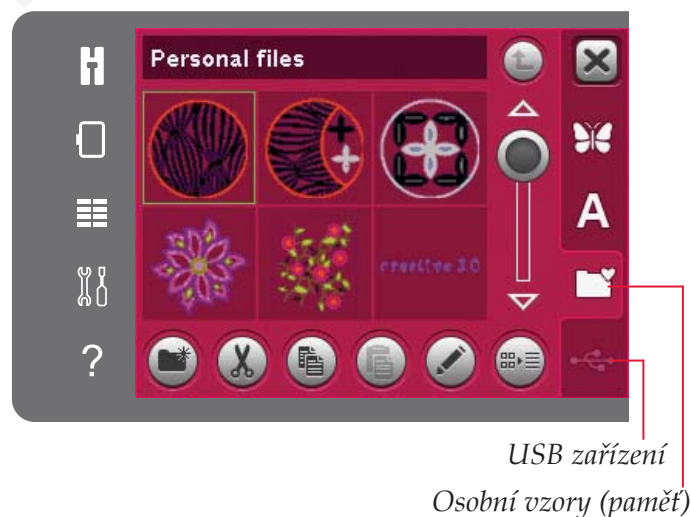 Personal files
A
creative 3.0
?
USB zařízení
Osobní vzory (paměť)